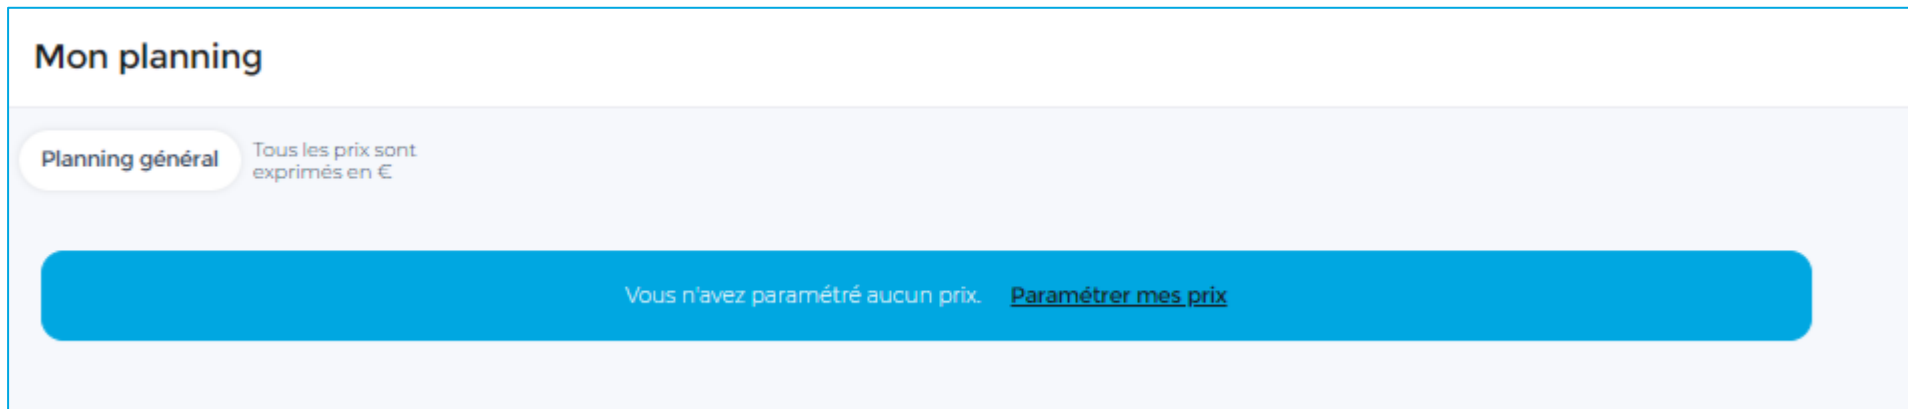 Mon planning
Planning général
Tous les prix sont
exprimés en €
Vous n'avez paramétré aucun prix. Paramétrer mes prix